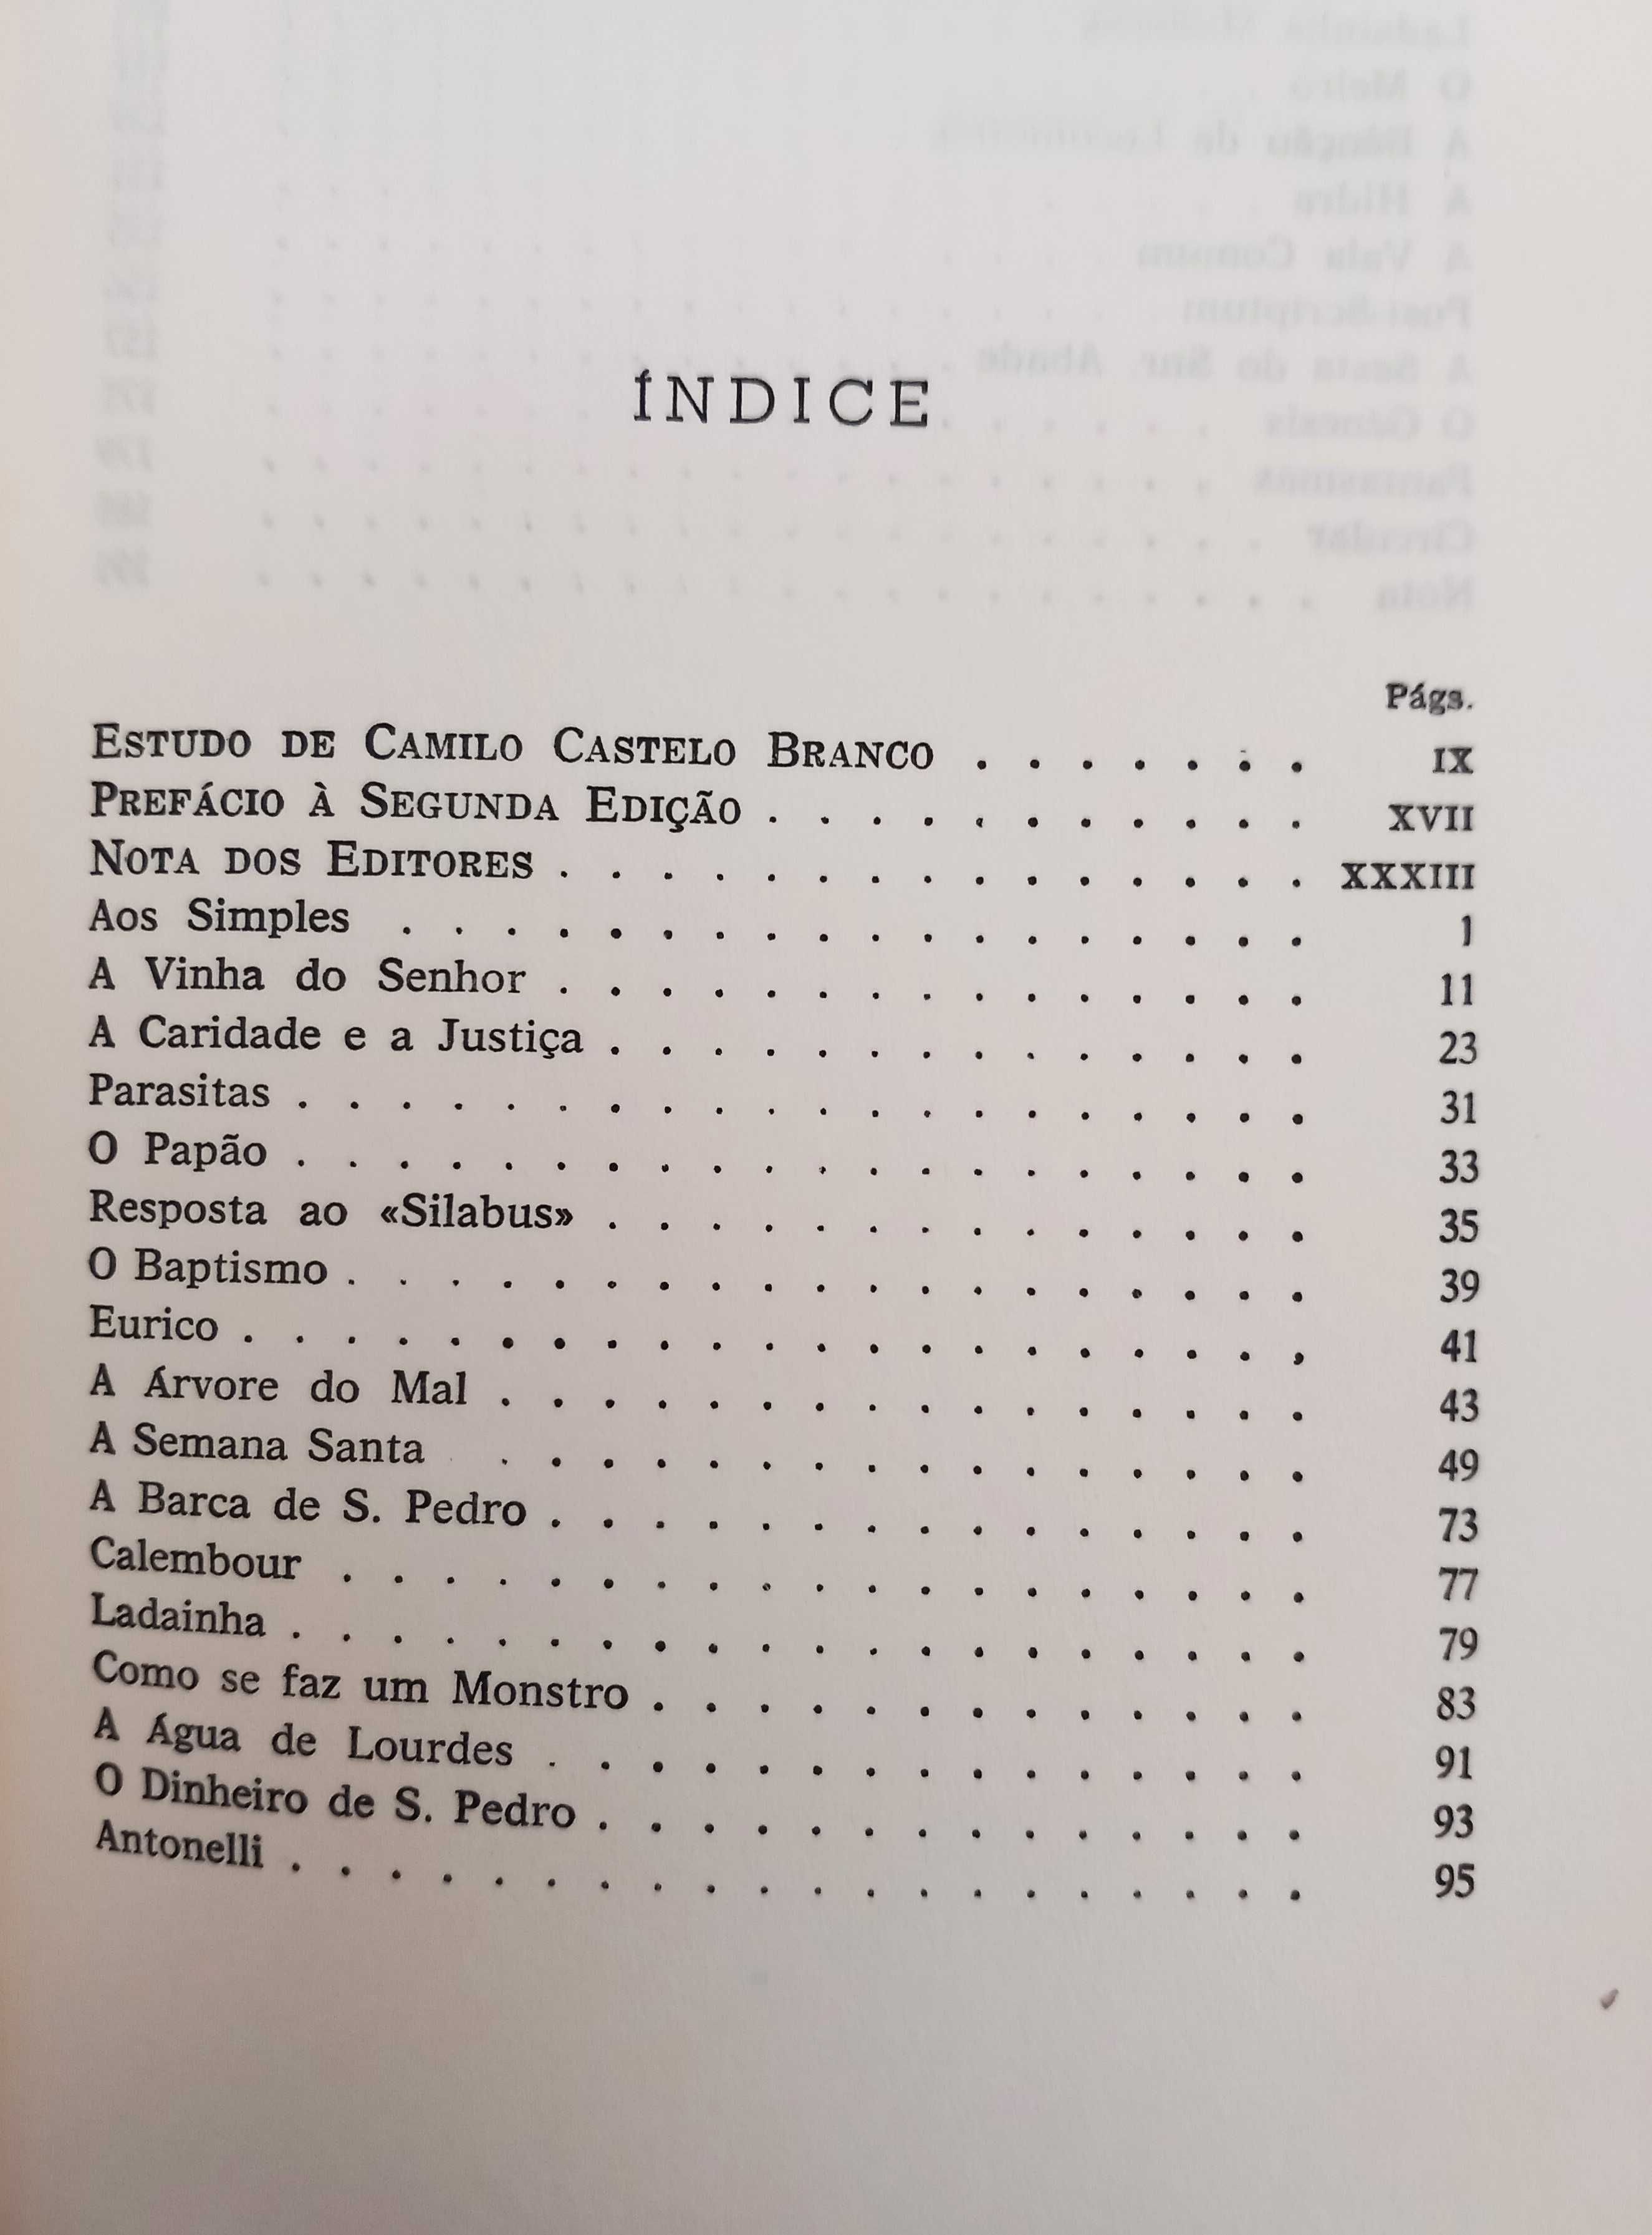 ÍNDICE
Págs.
ESTUDO DE CAMILO CASTELO BRANCO . . . . . . . IX
PREFÁCIO À SEGUNDA EDIÇÃO . . . . . . . . . . . XVII
NOTA DOS EDITORES . . . . . . . . . . . . . . . XXXIII
Aos Simples . . . . . . . . . . . . . . . . . . 1
A Vinha do Senhor . . . . . . . . . . . . . . . 11
A Caridade e a Justiça . . . . . . . . . . . . . . 23
Parasitas . . . . . . . . . . . . . . . . . . . . 31
O Papão . . . . . . . . . . . . . . . . . . . . 33
Resposta ao «Silabus» . . . . . . . . . . . . . . 35
O Baptismo . . . . . . . . . . . . . . . . . . . 39
Eurico . . . . . . . . . . . . . . . . . . . . . 41
A Árvore do Mal . . . . . . . . . . . . . . . . 43
A Semana Santa . . . . . . . . . . . . . . . . 49
A Barca de S. Pedro . . . . . . . . . . . . . . . 73
Calembour . . . . . . . . . . . . . . . . . . . 77
Ladainha . . . . . . . . . . . . . . . . . . . . 79
Como se faz um Monstro . . . . . . . . . . . . . 83
A Água de Lourdes . . . . . . . . . . . . . . . 91
O Dinheiro de S. Pedro . . . . . . . . . . . . . . 93
Antonelli . . . . . . . . . . . . . . . . . . . . 95